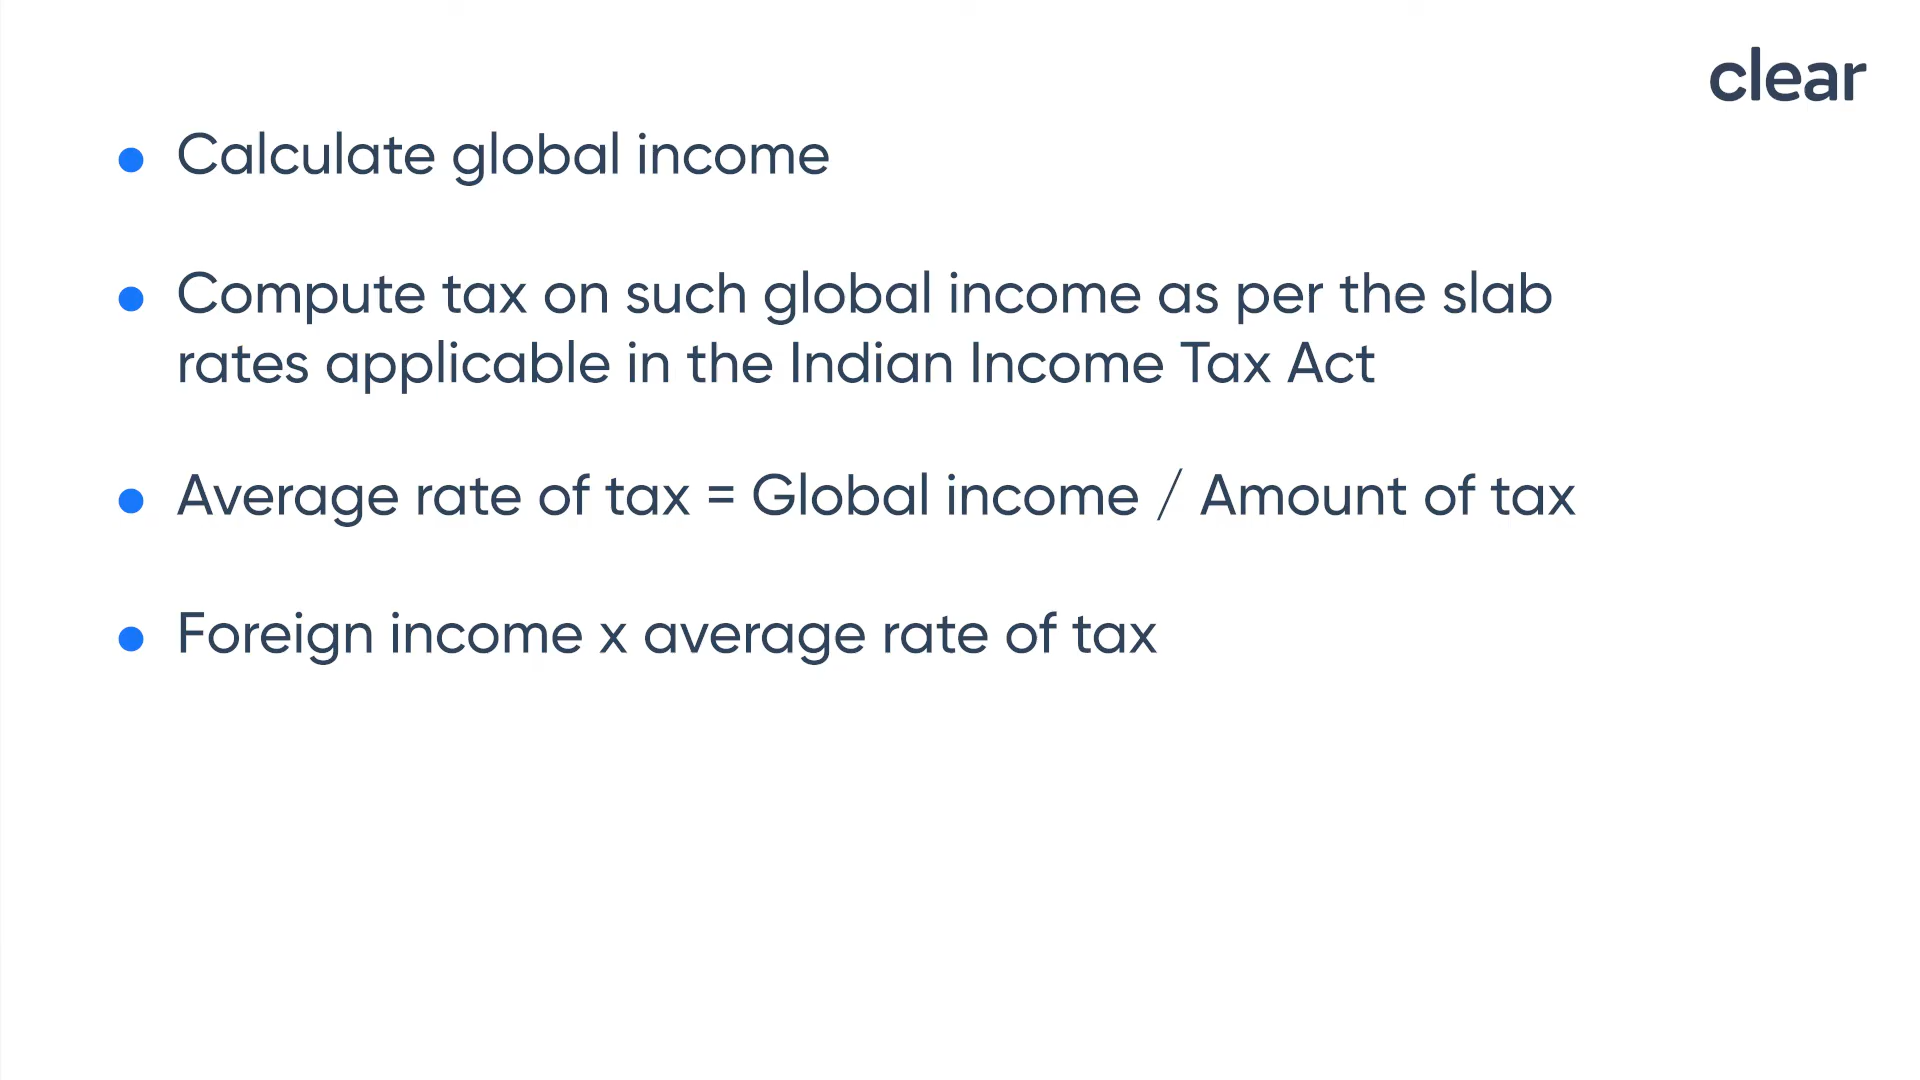 clear
• Calculate global income
• Compute tax on such global income as per the slab
rates applicable in the Indian Income Tax Act
• Average rate of tax = Global income / Amount of tax
• Foreign income x average rate of tax